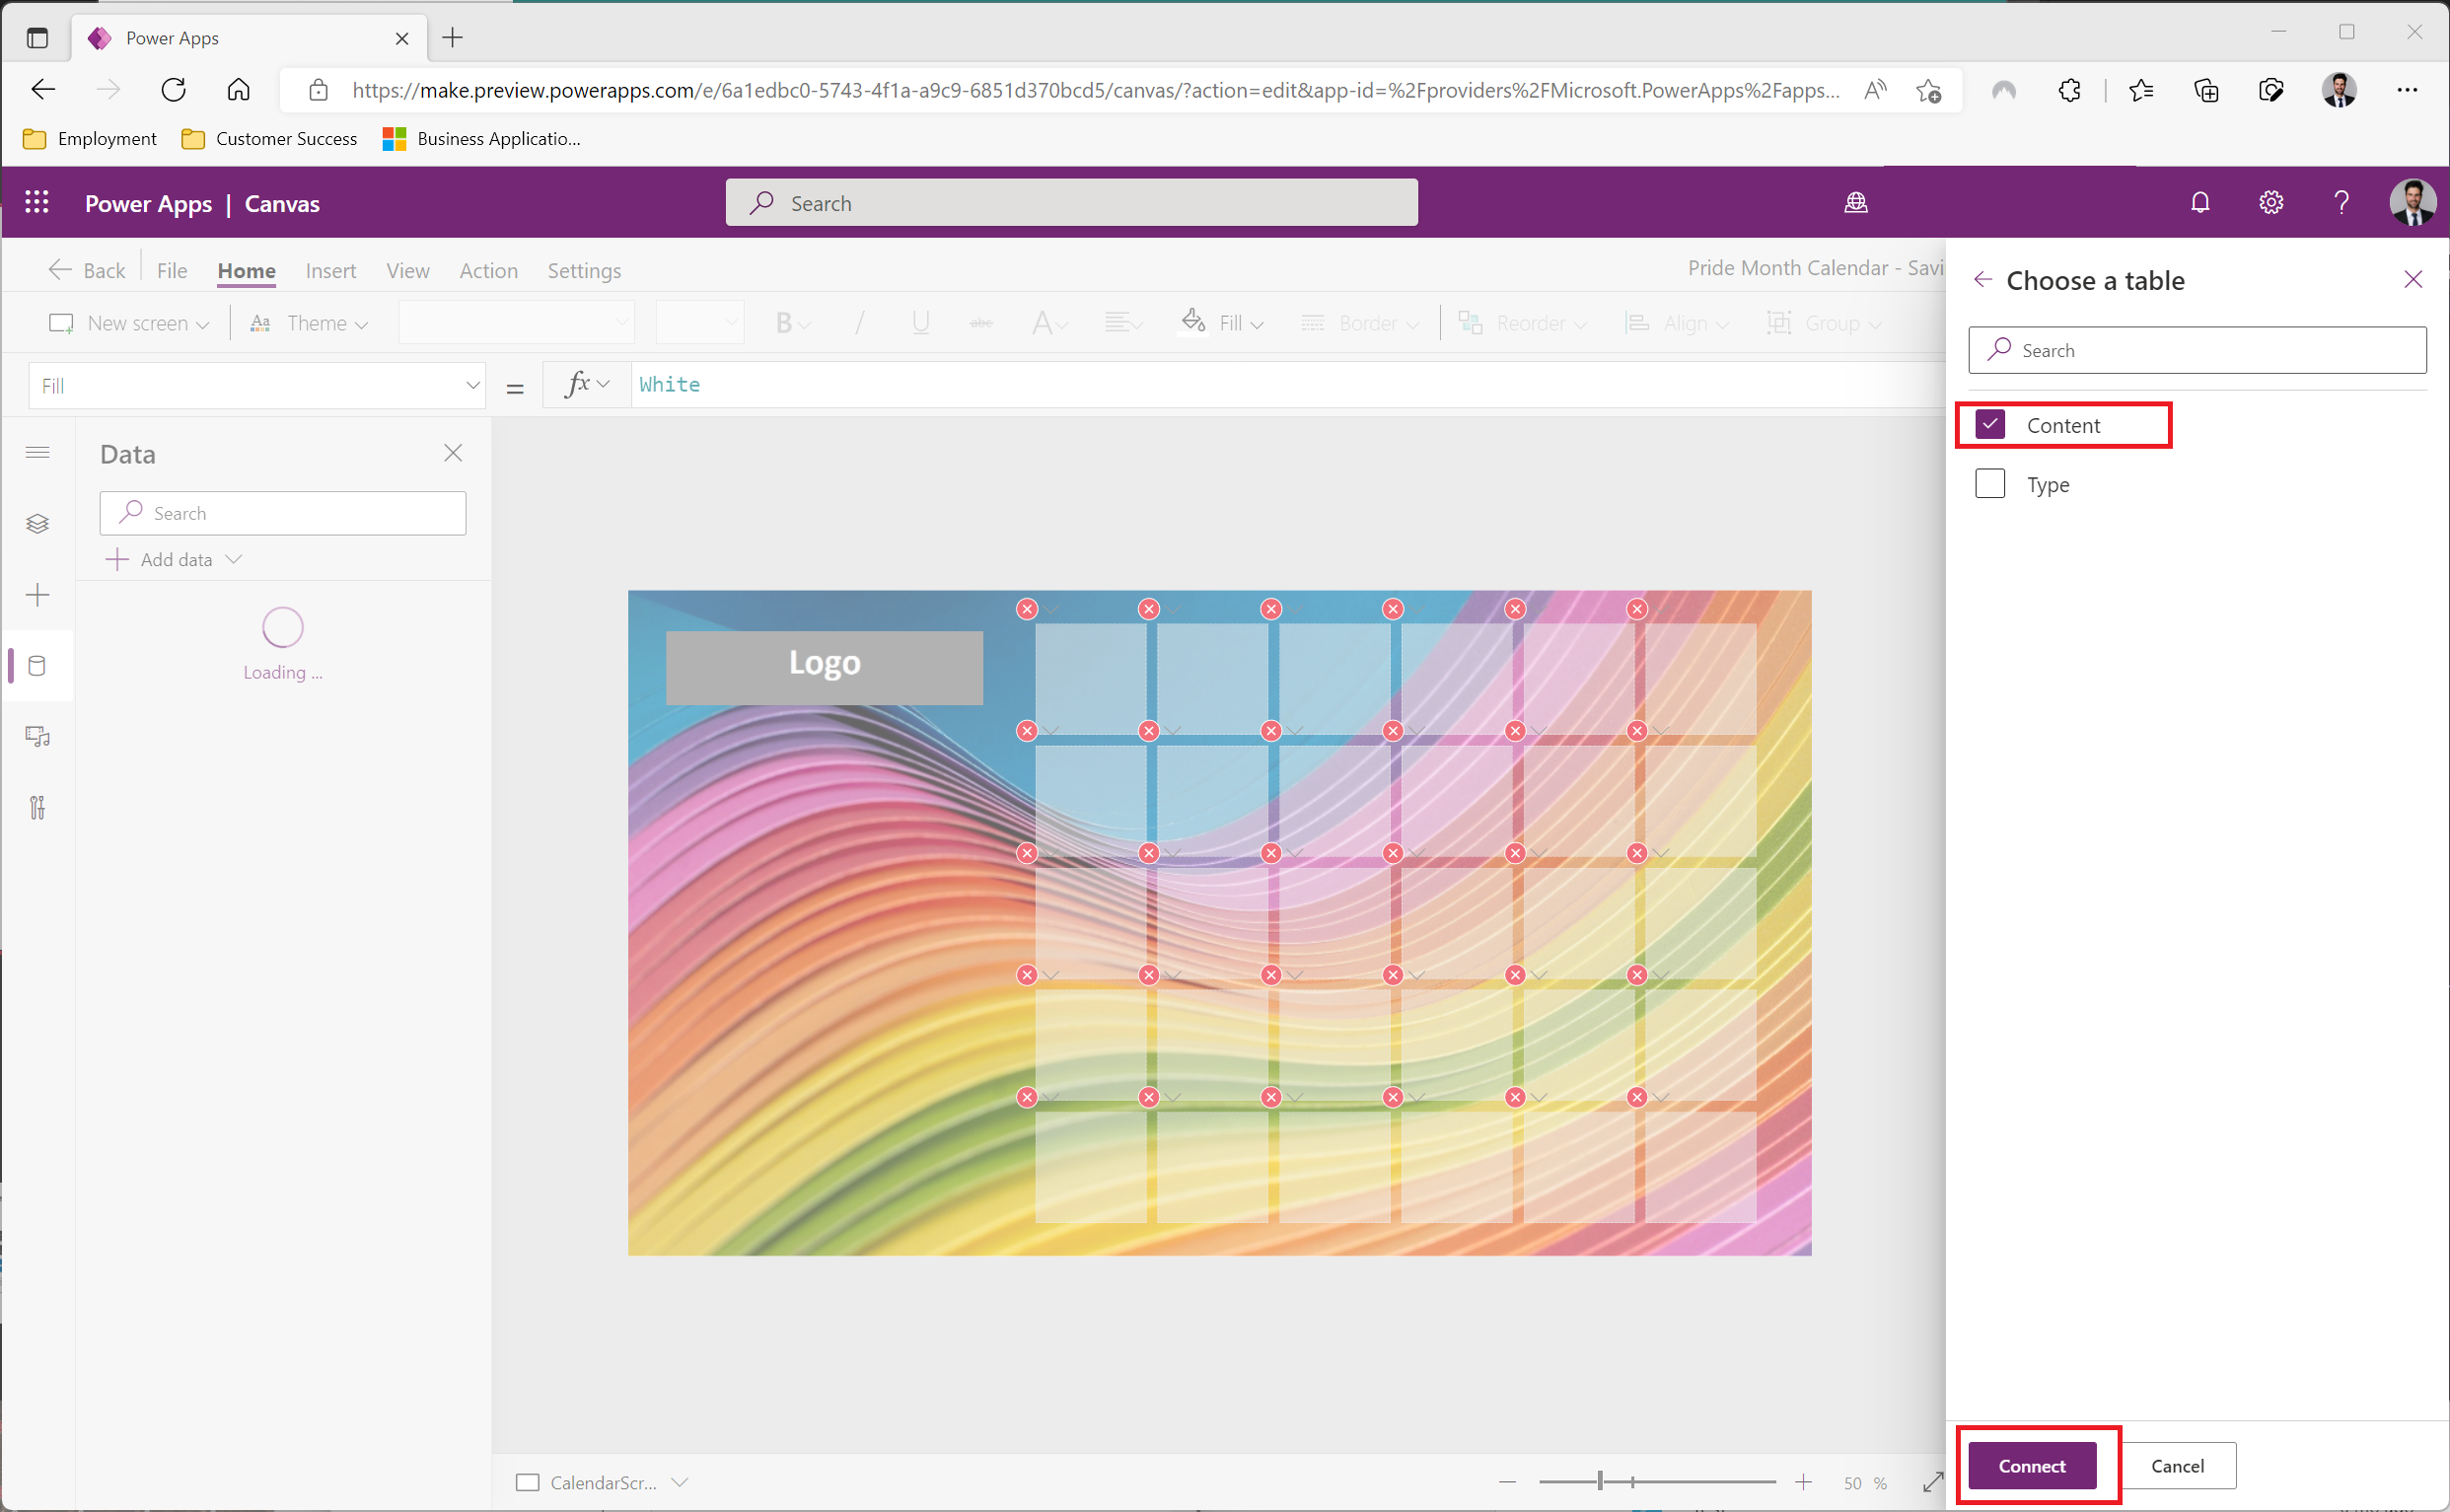 Power Apps
https://make.preview.powerapps.com/e/6a1edbc0-5743-4f1a-a9c9-6851d370bcd5/canvas/?action=edit&app-id=%2Fproviders%2FMicrosoft.PowerApps%2Fapps...
Employment Customer Success Business Applicatio...
Power Apps | Canvas Search
Back File Home Insert View Action Settings Pride Month Calendar - Savi
New screen Aa Theme B / U abc A Fill Border Reorder Align Group
Fill = fx White
Data
Search
Add data
Loading ...
Logo
CalendarScr... 50 %
Choose a table
Search
Content
Type
Connect Cancel